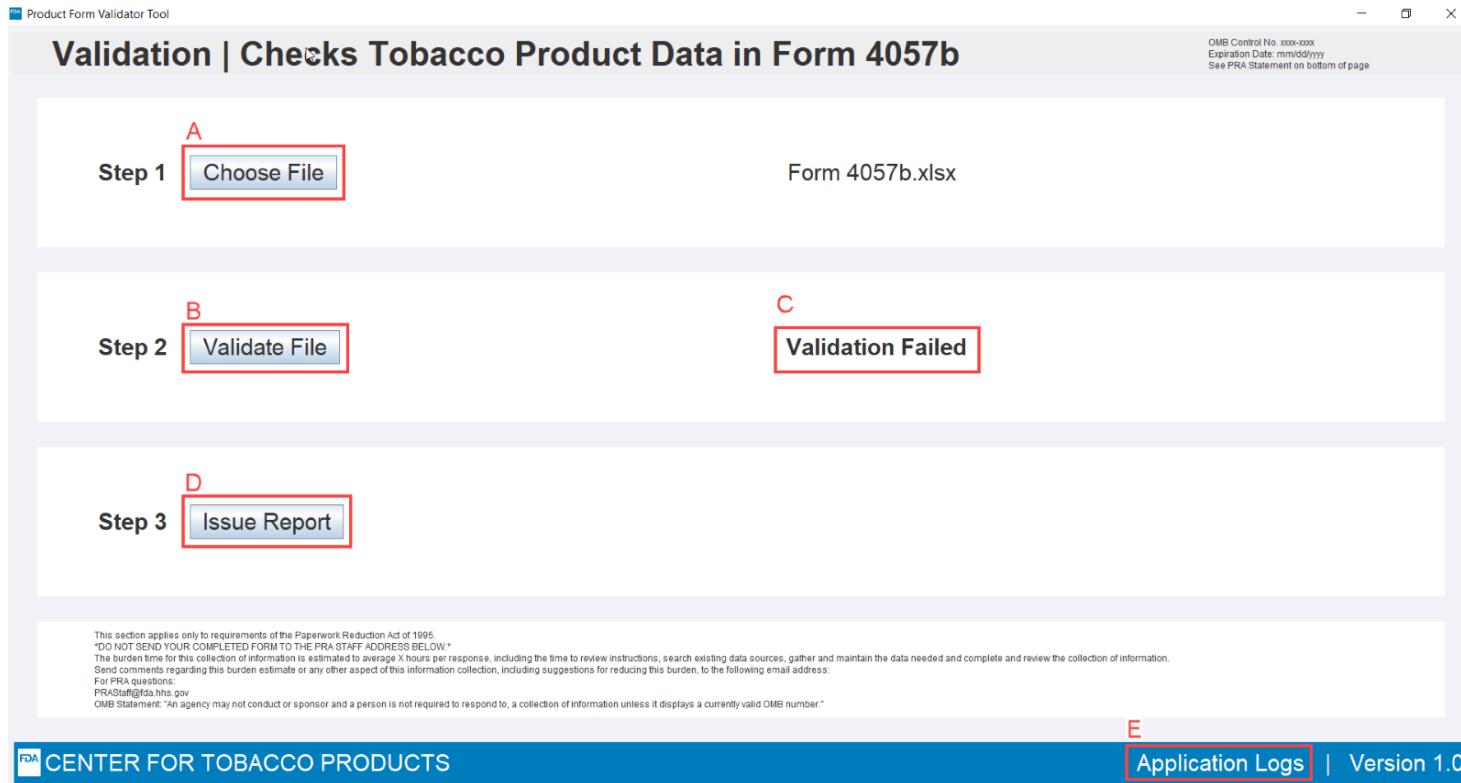 FDA Product Form Validator Tool
Validation | Checks Tobacco Product Data in Form 4057b
OMB Control No. xxxx-xxxx
Expiration Date: mm/dd/yyyy
See PRA Statement on bottom of page
A
Step 1 Choose File Form 4057b.xlsx
B
C
Step 2 Validate File Validation Failed
D
Step 3 Issue Report
This section applies only to requirements of the Paperwork Reduction Act of 1995.
*DO NOT SEND YOUR COMPLETED FORM TO THE PRA STAFF ADDRESS BELOW.*
The burden time for this collection of information is estimated to average X hours per response, including the time to review instructions, search existing data sources, gather and maintain the data needed and complete and review the collection of information.
Send comments regarding this burden estimate or any other aspect of this information collection, including suggestions for reducing this burden, to the following email address:
For PRA questions:
PRAStaff@fda.hhs.gov
OMB Statement: "An agency may not conduct or sponsor and a person is not required to respond to, a collection of information unless it displays a currently valid OMB number."
E
FDA CENTER FOR TOBACCO PRODUCTS Application Logs | Version 1.0